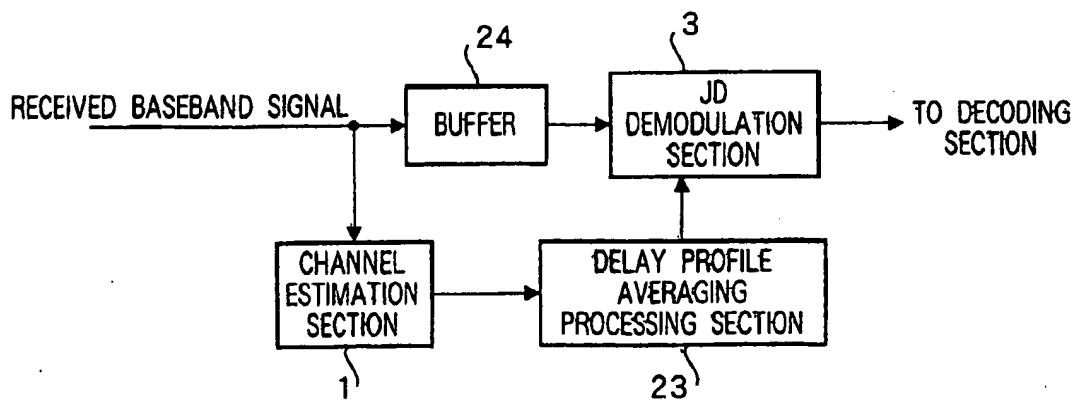 24
3
RECEIVED BASEBAND SIGNAL
BUFFER
JD
DEMODULATION
SECTION
TO DECODING
SECTION
CHANNEL
ESTIMATION
SECTION
DELAY PROFILE
AVERAGING
PROCESSING SECTION
1
23